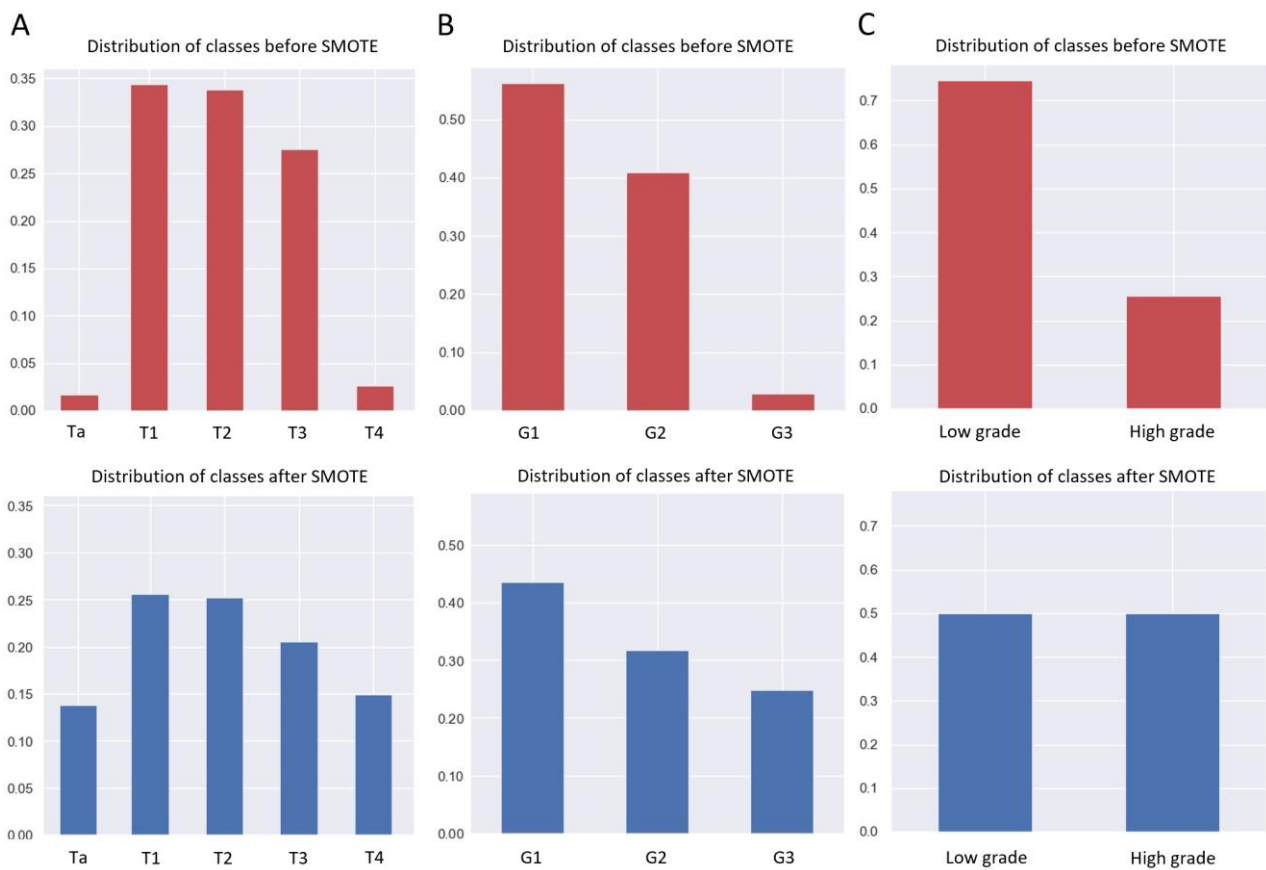 A
B
C
Distribution of classes before SMOTE
Distribution of classes before SMOTE
Distribution of classes before SMOTE
0.35
0.30
0.25
0.20
0.15
0.10
0.05
0.00
Ta T1 T2 T3 T4
0.50
0.40
0.30
0.20
0.10
0.00
G1 G2 G3
0.7
0.6
0.5
0.4
0.3
0.2
0.1
0.0
Low grade High grade
Distribution of classes after SMOTE
Distribution of classes after SMOTE
Distribution of classes after SMOTE
0.35
0.30
0.25
0.20
0.15
0.10
0.05
0.00
Ta T1 T2 T3 T4
0.50
0.40
0.30
0.20
0.10
0.00
G1 G2 G3
0.7
0.6
0.5
0.4
0.3
0.2
0.1
0.0
Low grade High grade